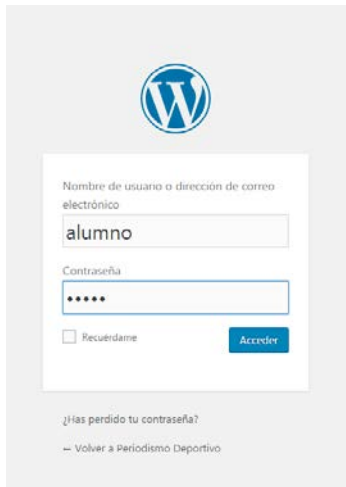 Nombre de usuario o dirección de correo
electrónico
alumno
Contraseña
•••••
Recuérdame
Acceder
¿Has perdido tu contraseña?
← Volver a Periodismo Deportivo